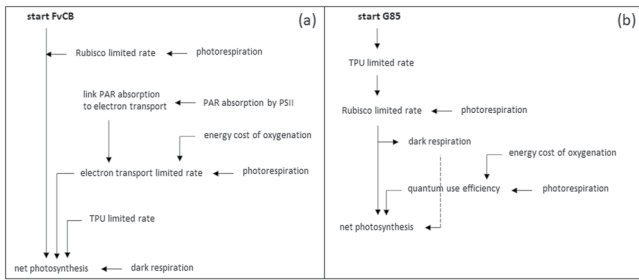 start FvCB
(a)
Rubisco limited rate
photorespiration
link PAR absorption
to electron transport
PAR absorption by PSII
energy cost of oxygenation
electron transport limited rate
photorespiration
TPU limited rate
net photosynthesis
dark respiration
start G85
(b)
TPU limited rate
Rubisco limited rate
photorespiration
dark respiration
energy cost of oxygenation
quantum use efficiency
photorespiration
net photosynthesis